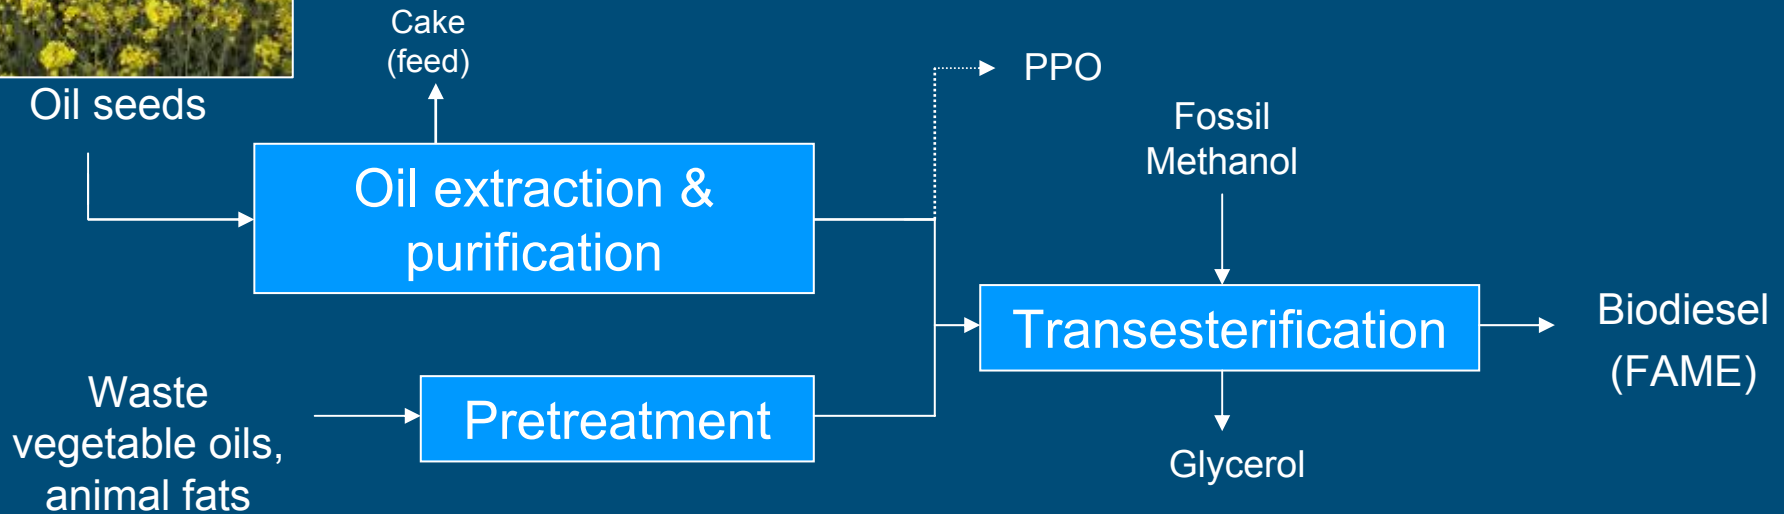 Cake
(feed)
Oil seeds
PPO
Fossil
Methanol
Oil extraction &
purification
Transesterification
Biodiesel
(FAME)
Waste
vegetable oils,
animal fats
Pretreatment
Glycerol